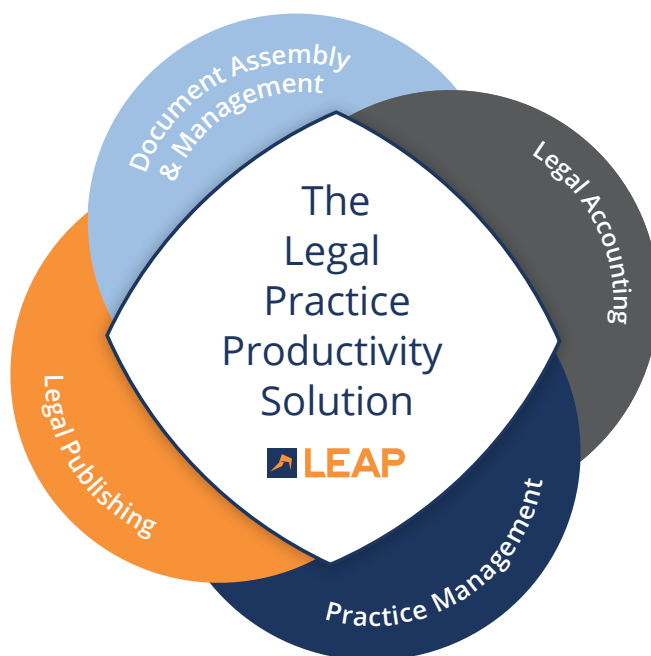 Document Assembly
& Management
Legal Accounting
The
Legal
Practice
Productivity
Solution
LEAP
Legal Publishing
Practice Management